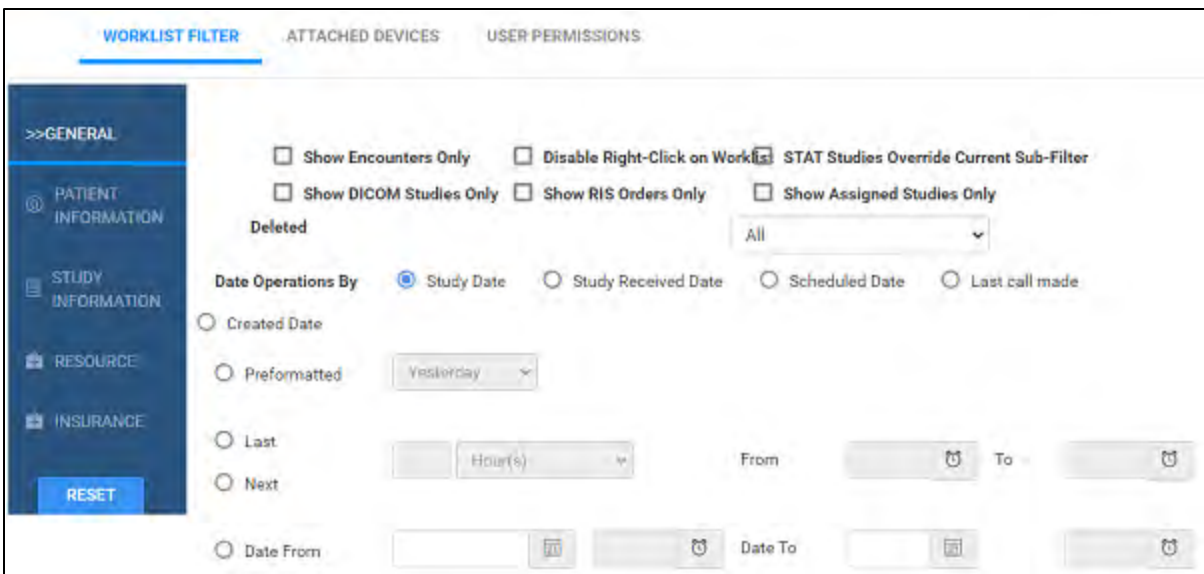 WORKLIST FILTER ATTACHED DEVICES USER PERMISSIONS
>>GENERAL
PATIENT INFORMATION
STUDY INFORMATION
RESOURCE
INSURANCE
RESET
Show Encounters Only Disable Right-Click on Worklist STAT Studies Override Current Sub-Filter
Show DICOM Studies Only Show RIS Orders Only Show Assigned Studies Only
Deleted All
Date Operations By Study Date Study Received Date Scheduled Date Last call made
Created Date
Preformatted Yesterday
Last
Hour(s) From To
Next
Date From Date To